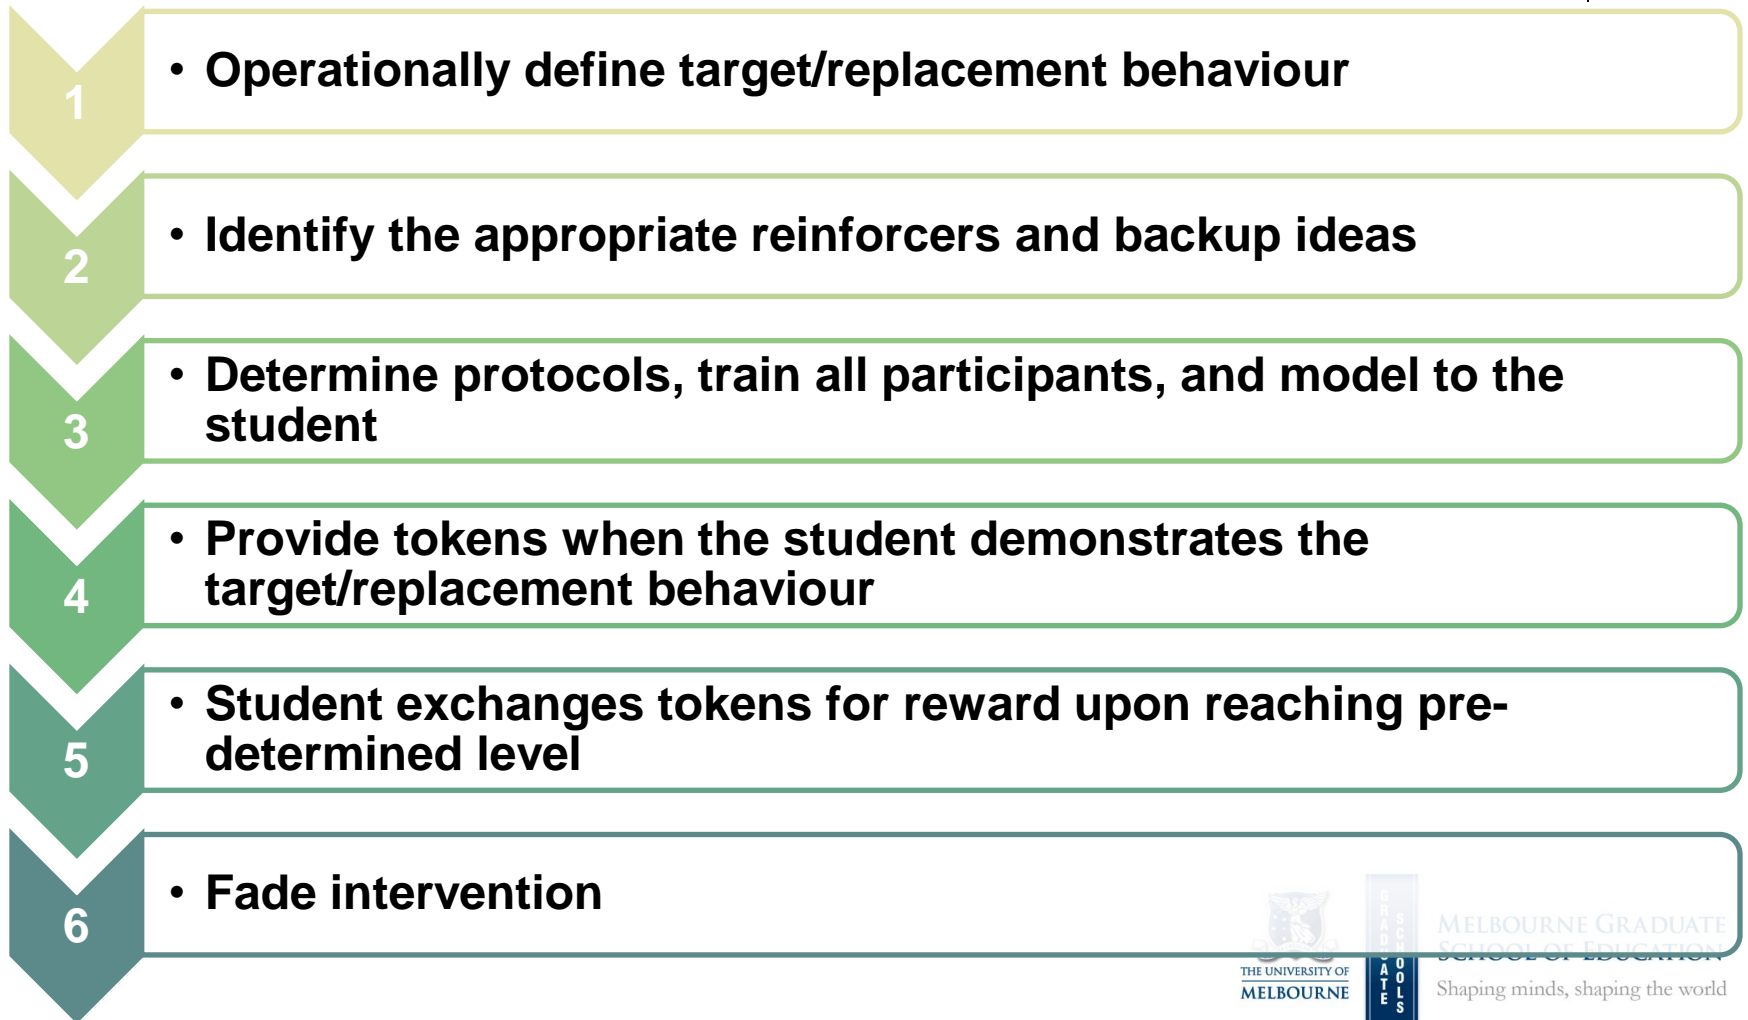 1
• Operationally define target/replacement behaviour
2
• Identify the appropriate reinforcers and backup ideas
3
• Determine protocols, train all participants, and model to the
student
4
• Provide tokens when the student demonstrates the
target/replacement behaviour
5
• Student exchanges tokens for reward upon reaching pre-
determined level
6
• Fade intervention
THE UNIVERSITY OF
MELBOURNE
GRADUATE
SCHOOLS
MELBOURNE GRADUATE
SCHOOL OF EDUCATION
Shaping minds, shaping the world